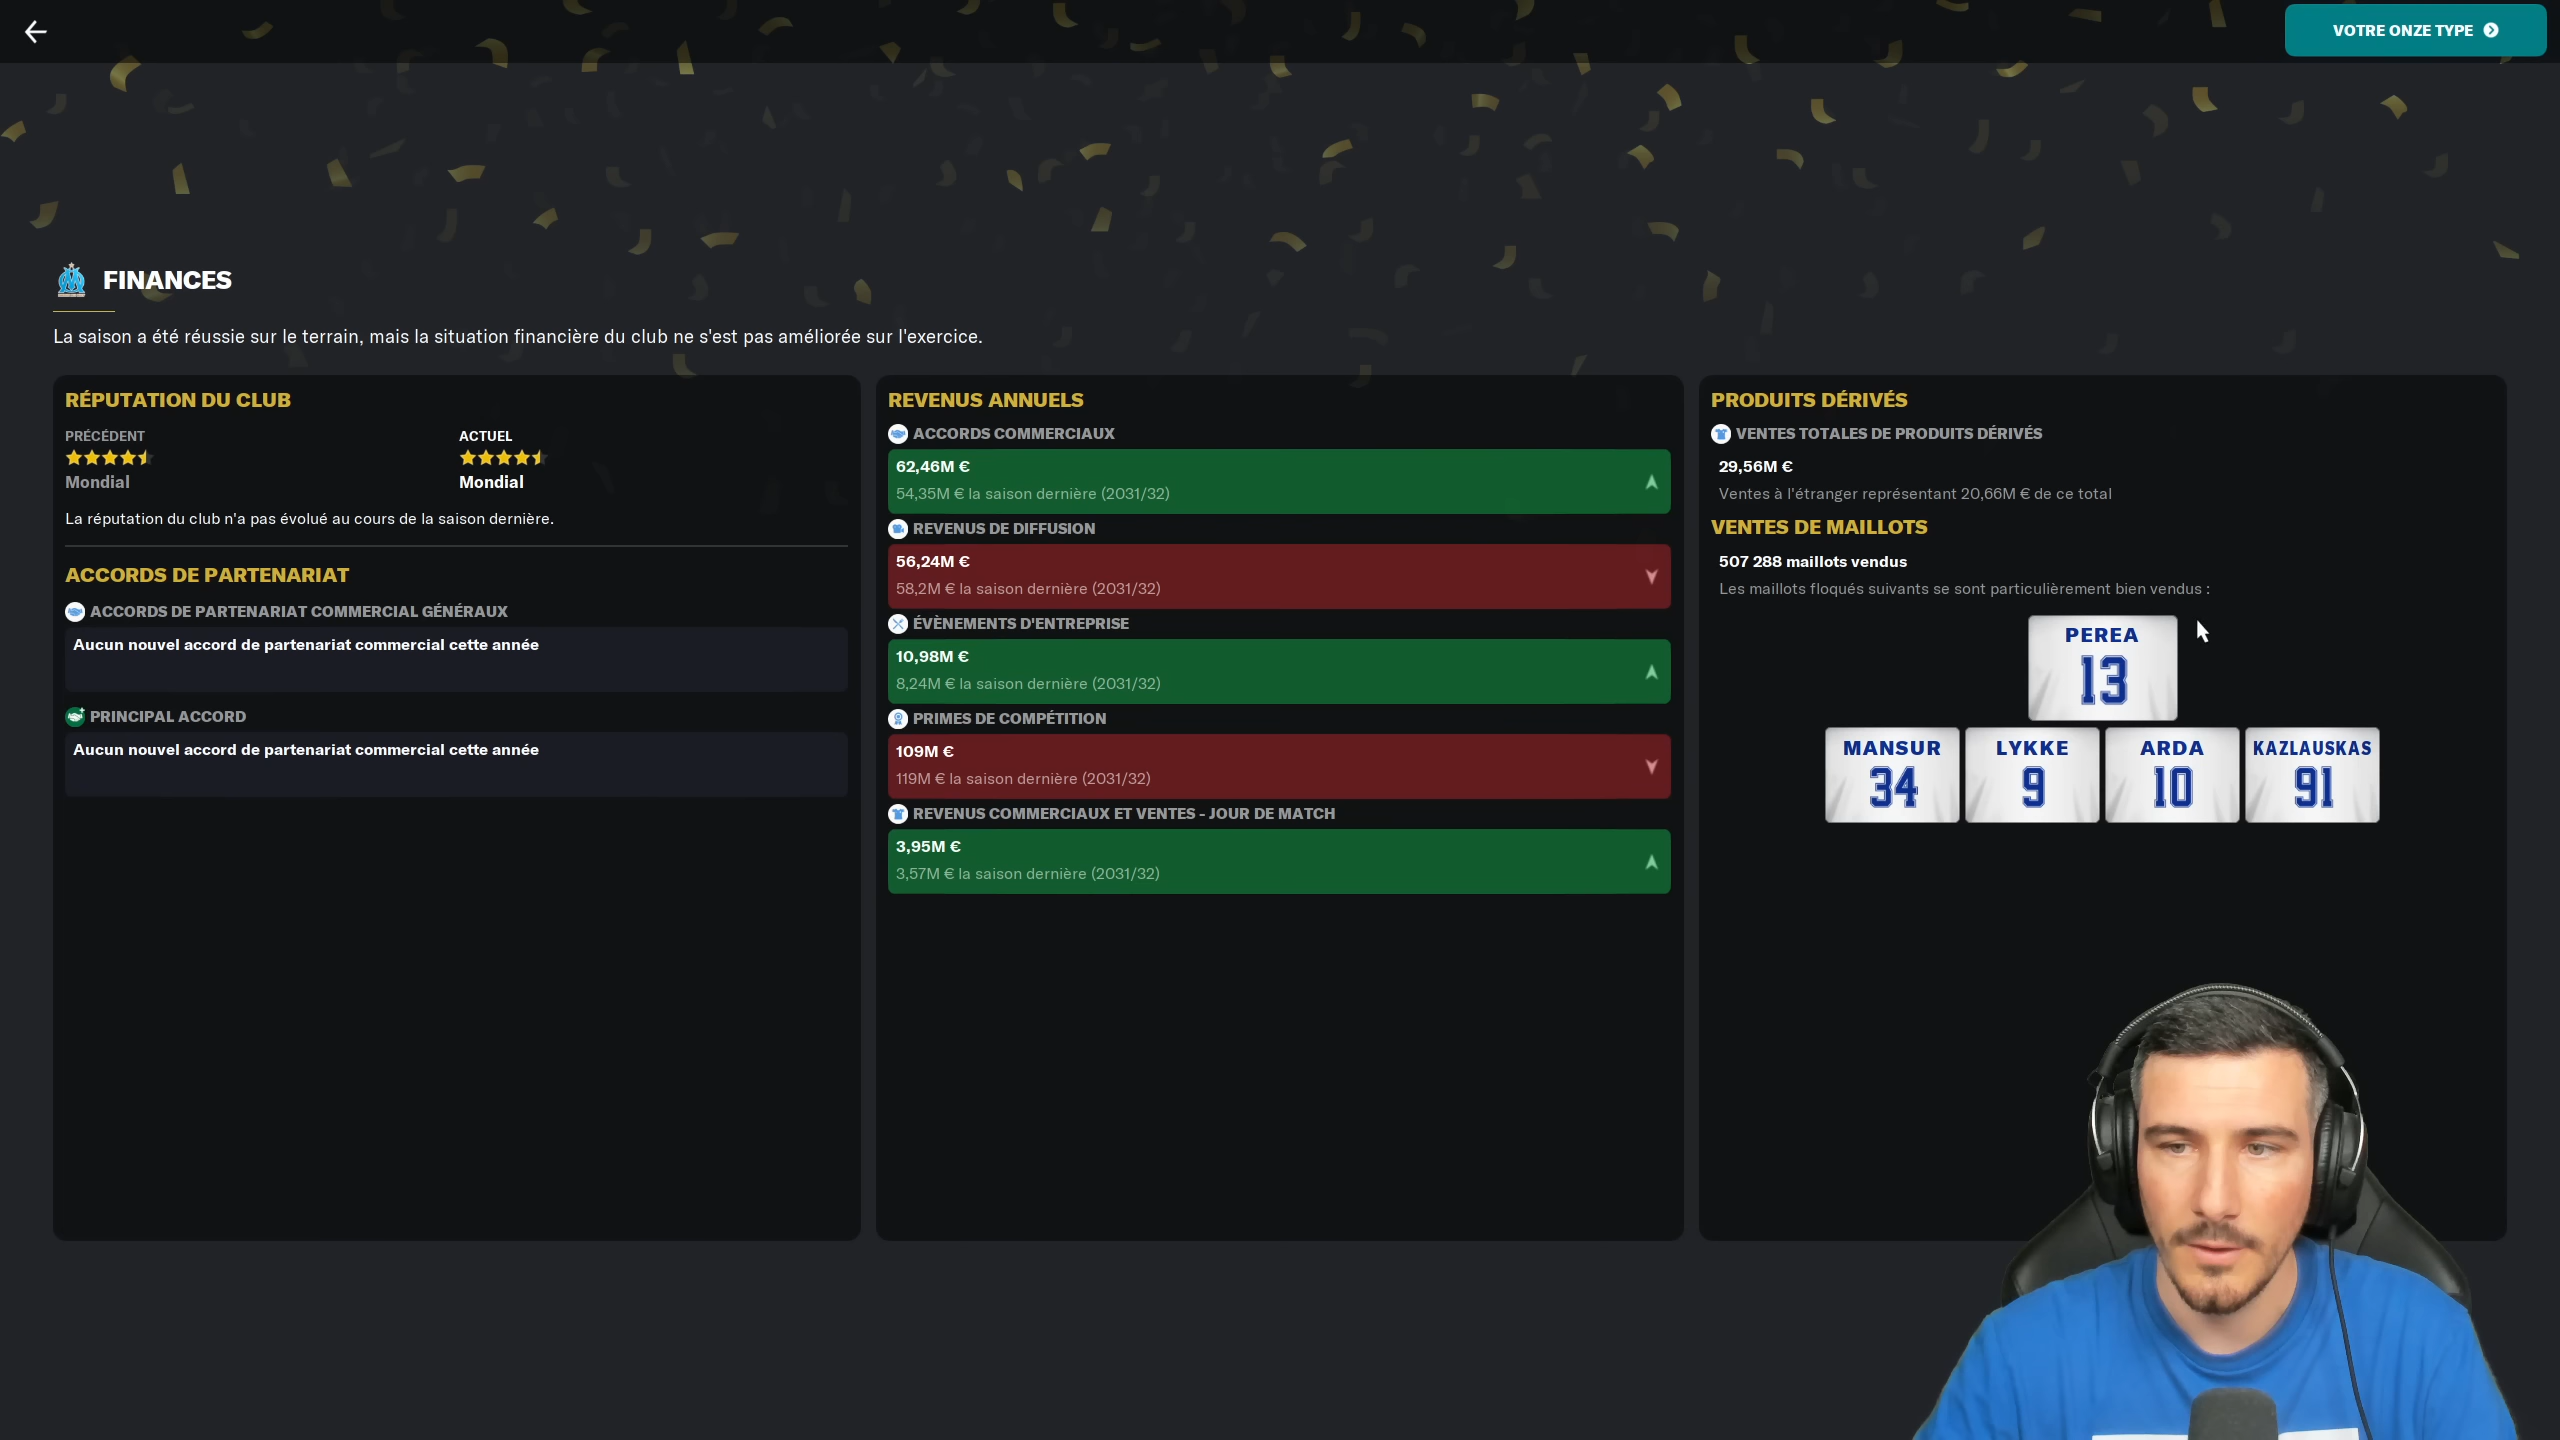 VOTRE ONZE TYPE
FINANCES
La saison a été réussie sur le terrain, mais la situation financière du club ne s'est pas améliorée sur l'exercice.
RÉPUTATION DU CLUB
PRÉCÉDENT
ACTUEL
Mondial
Mondial
La réputation du club n'a pas évolué au cours de la saison dernière.
ACCORDS DE PARTENARIAT
ACCORDS DE PARTENARIAT COMMERCIAL GÉNÉRAUX
Aucun nouvel accord de partenariat commercial cette année
PRINCIPAL ACCORD
Aucun nouvel accord de partenariat commercial cette année
REVENUS ANNUELS
ACCORDS COMMERCIAUX
62,46M €
54,35M € la saison dernière (2031/32)
REVENUS DE DIFFUSION
56,24M €
58,2M € la saison dernière (2031/32)
ÉVÈNEMENTS D'ENTREPRISE
10,98M €
8,24M € la saison dernière (2031/32)
PRIMES DE COMPÉTITION
109M €
119M € la saison dernière (2031/32)
REVENUS COMMERCIAUX ET VENTES - JOUR DE MATCH
3,95M €
3,57M € la saison dernière (2031/32)
PRODUITS DÉRIVÉS
VENTES TOTALES DE PRODUITS DÉRIVÉS
29,56M €
Ventes à l'étranger représentant 20,66M € de ce total
VENTES DE MAILLOTS
507 288 maillots vendus
Les maillots floqués suivants se sont particulièrement bien vendus :
PEREA
13
MANSUR
34
LYKKE
9
ARDA
10
KAZLAUSKAS
91